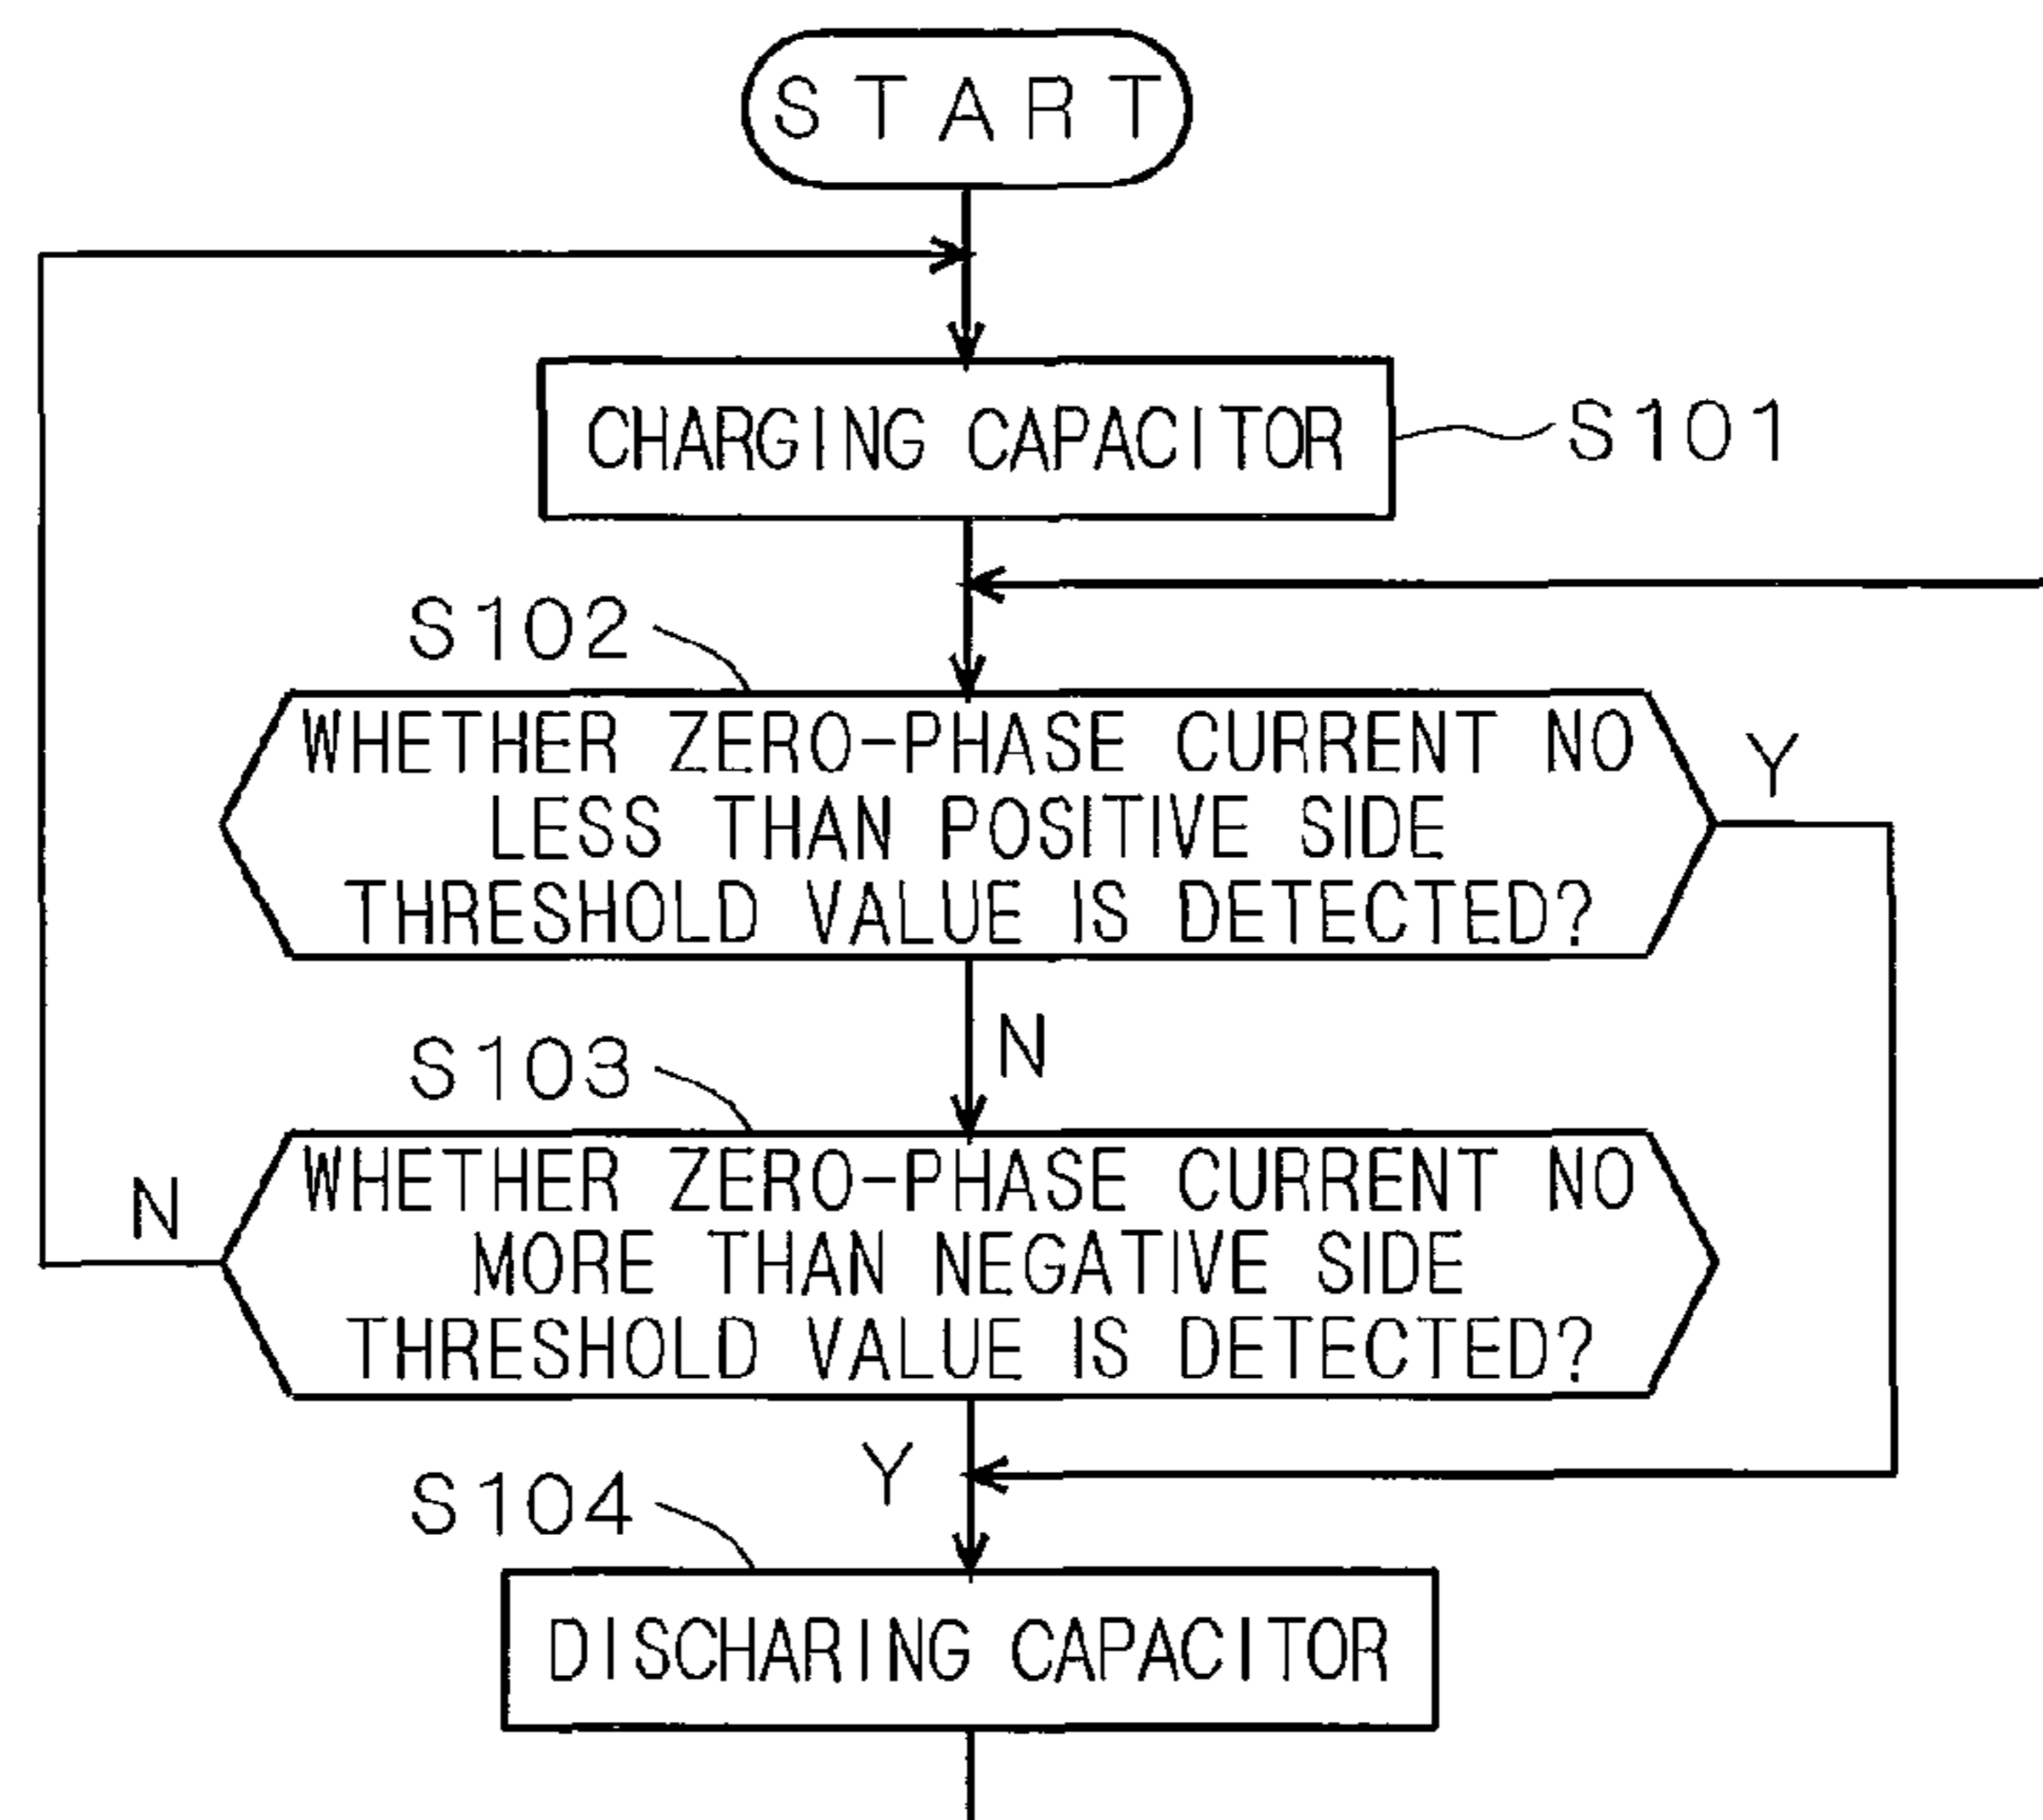 START
CHARGING CAPACITOR
S101
S102
WHETHER ZERO-PHASE CURRENT NO
LESS THAN POSITIVE SIDE
THRESHOLD VALUE IS DETECTED?
Y
N
S103
WHETHER ZERO-PHASE CURRENT NO
MORE THAN NEGATIVE SIDE
THRESHOLD VALUE IS DETECTED?
N
Y
S104
DISCHARING CAPACITOR